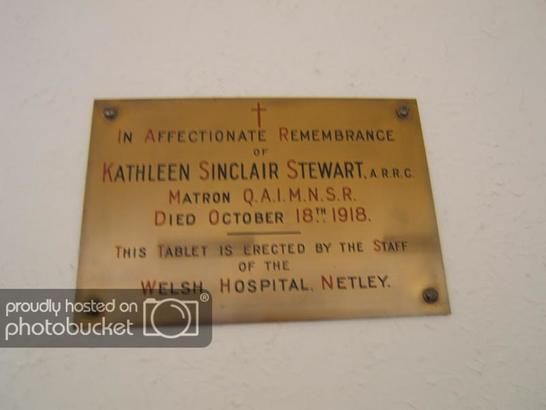 IN AFFECTIONATE REMEMBRANCE
OF
KATHLEEN SINCLAIR STEWART, A.R.R.C.
MATRON Q.A.I.M.N.S.R.
DIED OCTOBER 18TH 1918.
THIS TABLET IS ERECTED BY THE STAFF
OF THE
WELSH HOSPITAL, NETLEY.
proudly hosted on
photobucket